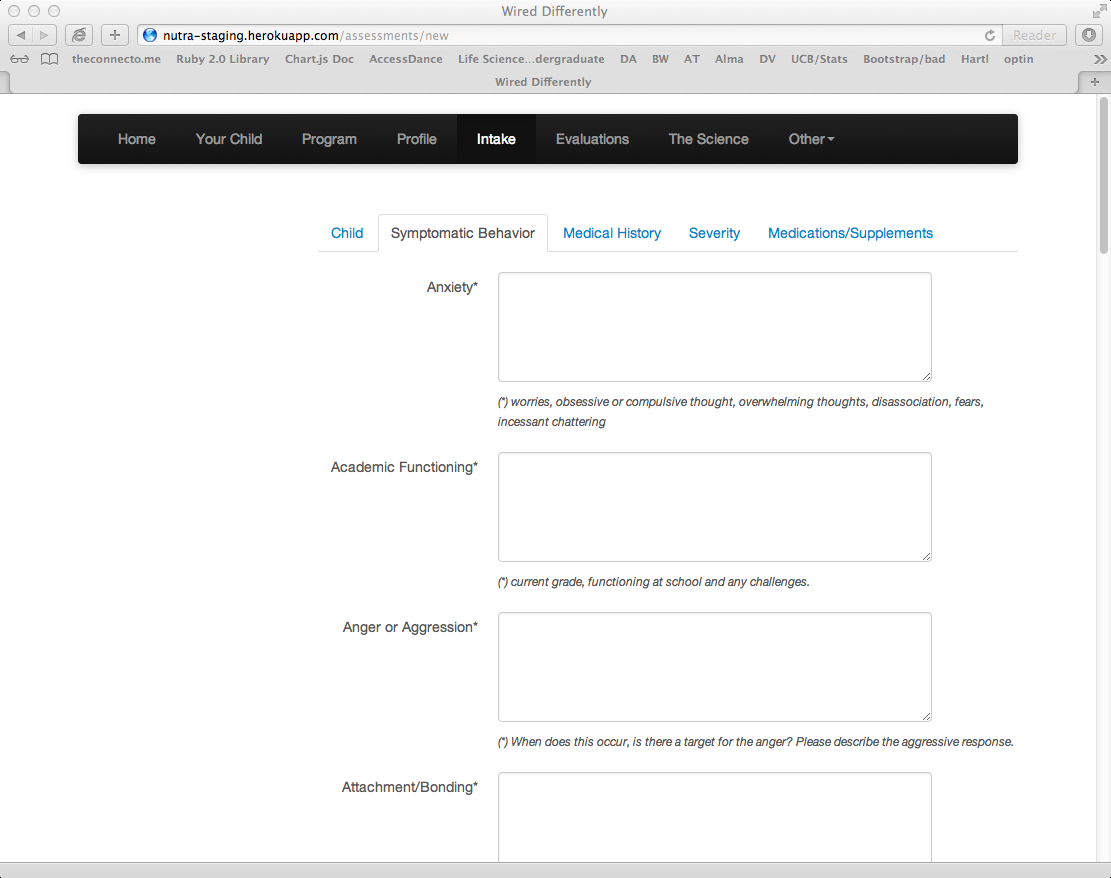 Wired Differently
nutra-staging.herokuapp.com/assessments/new
Reader
theconnecto.me Ruby 2.0 Library Chart.js Doc AccessDance Life Science...dergraduate DA BW AT Alma DV UCB/Stats Bootstrap/bad Hartl optin
Wired Differently
Home Your Child Program Profile Intake Evaluations The Science Other
Child Symptomatic Behavior Medical History Severity Medications/Supplements
Anxiety*
(*) worries, obsessive or compulsive thought, overwhelming thoughts, disassociation, fears,
incessant chattering
Academic Functioning*
(*) current grade, functioning at school and any challenges.
Anger or Aggression*
(*) When does this occur, is there a target for the anger? Please describe the aggressive response.
Attachment/Bonding*